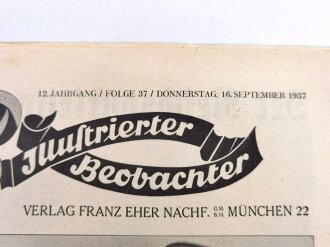 12. JAHRGANG / FOLGE 37 / DONNERSTAG, 16. SEPTEMBER 1937
Illustrierter
Beobachter
VERLAG FRANZ EHER NACHF. G.M.B.H. MÜNCHEN 22